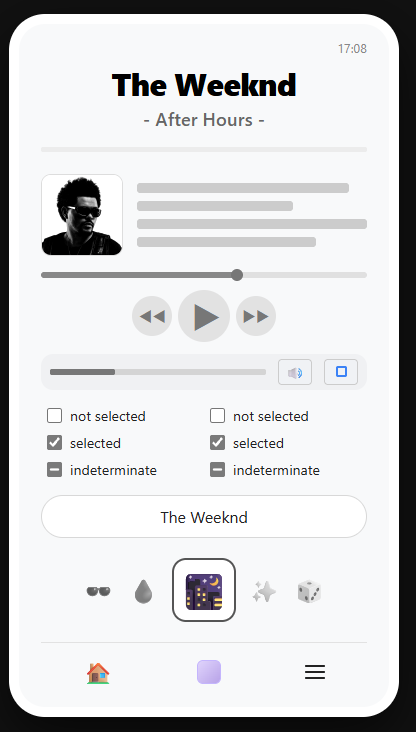 17:08
The Weeknd
- After Hours -
not selected
not selected
selected
selected
indeterminate
indeterminate
The Weeknd